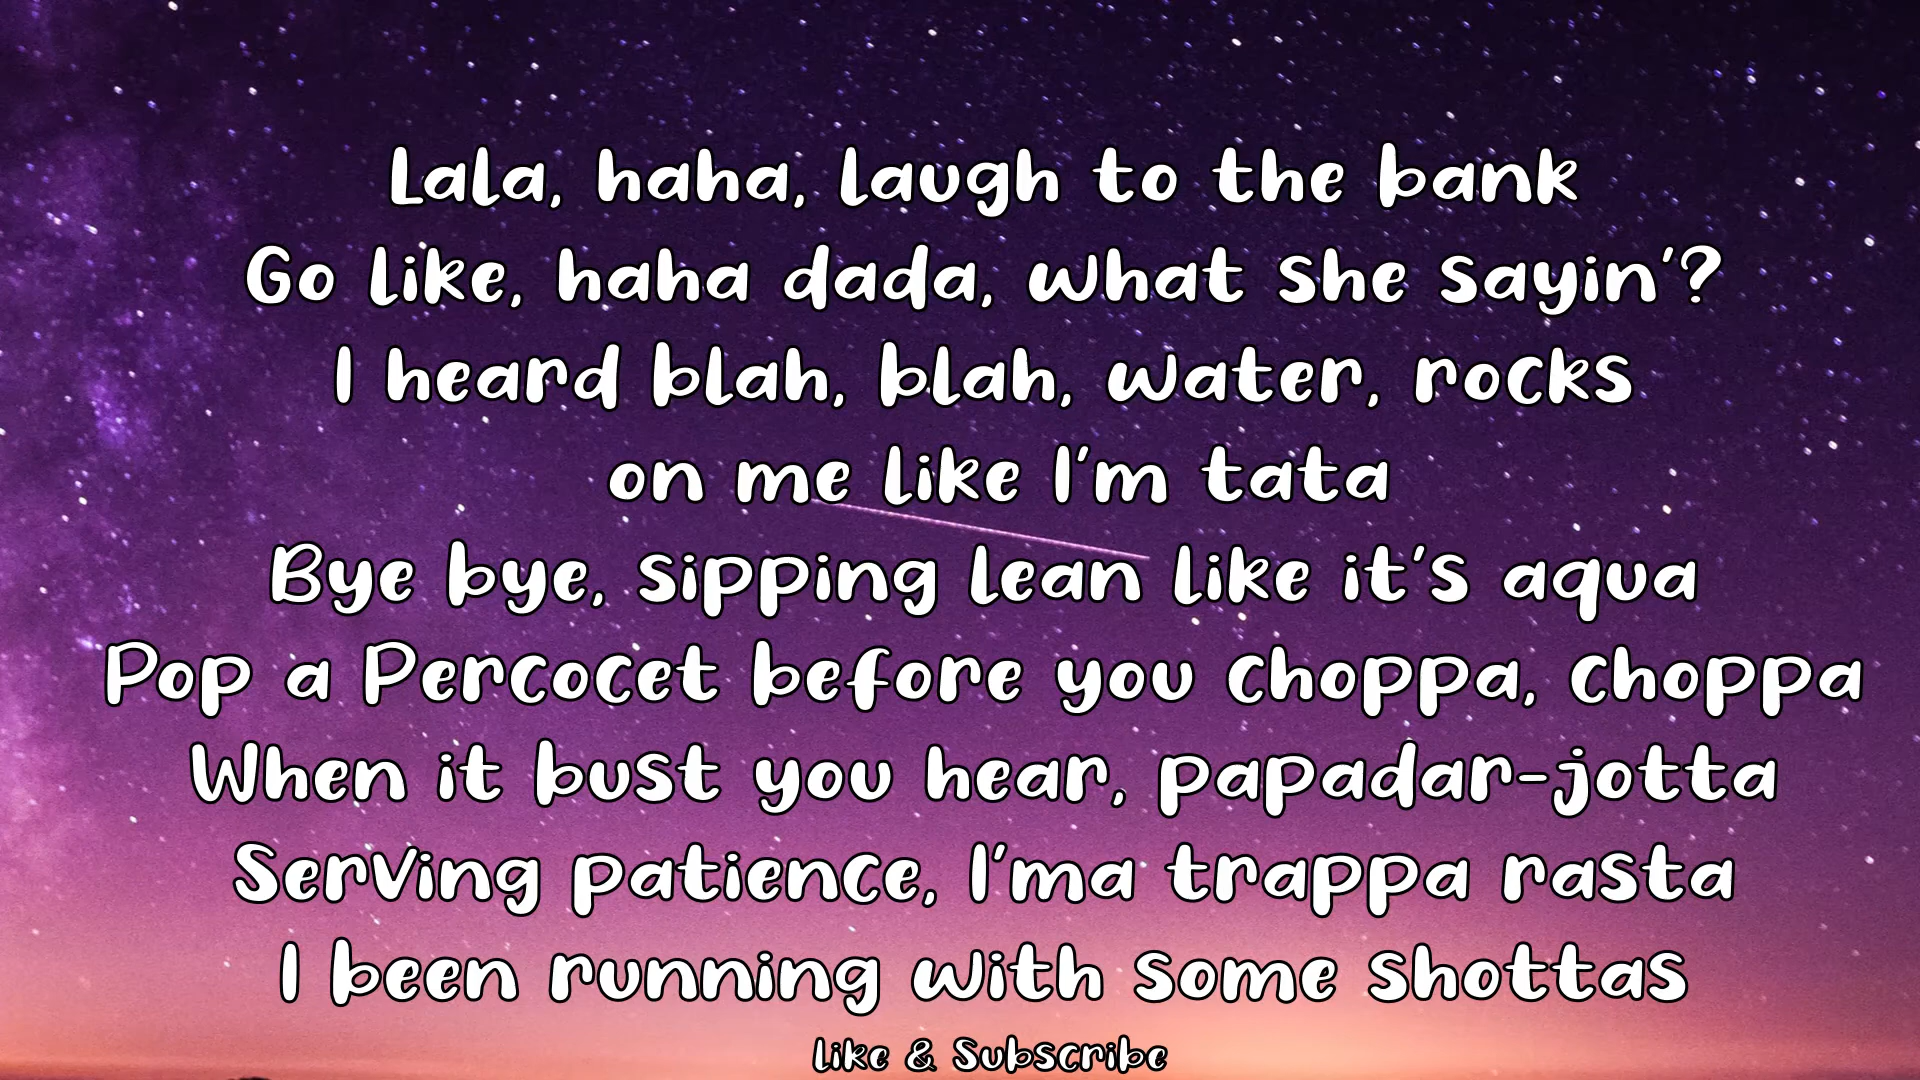 Lala, haha, laugh to the bank
Go like, haha dada, what she sayin'?
I heard blah, blah, water, rocks
on me like I'm tata
Bye bye, sipping lean like it's aqua
Pop a Percocet before you choppa, choppa
When it bust you hear, papadar-jotta
Serving patience, I'ma trappa rasta
I been running with some shottas
Like & Subscribe